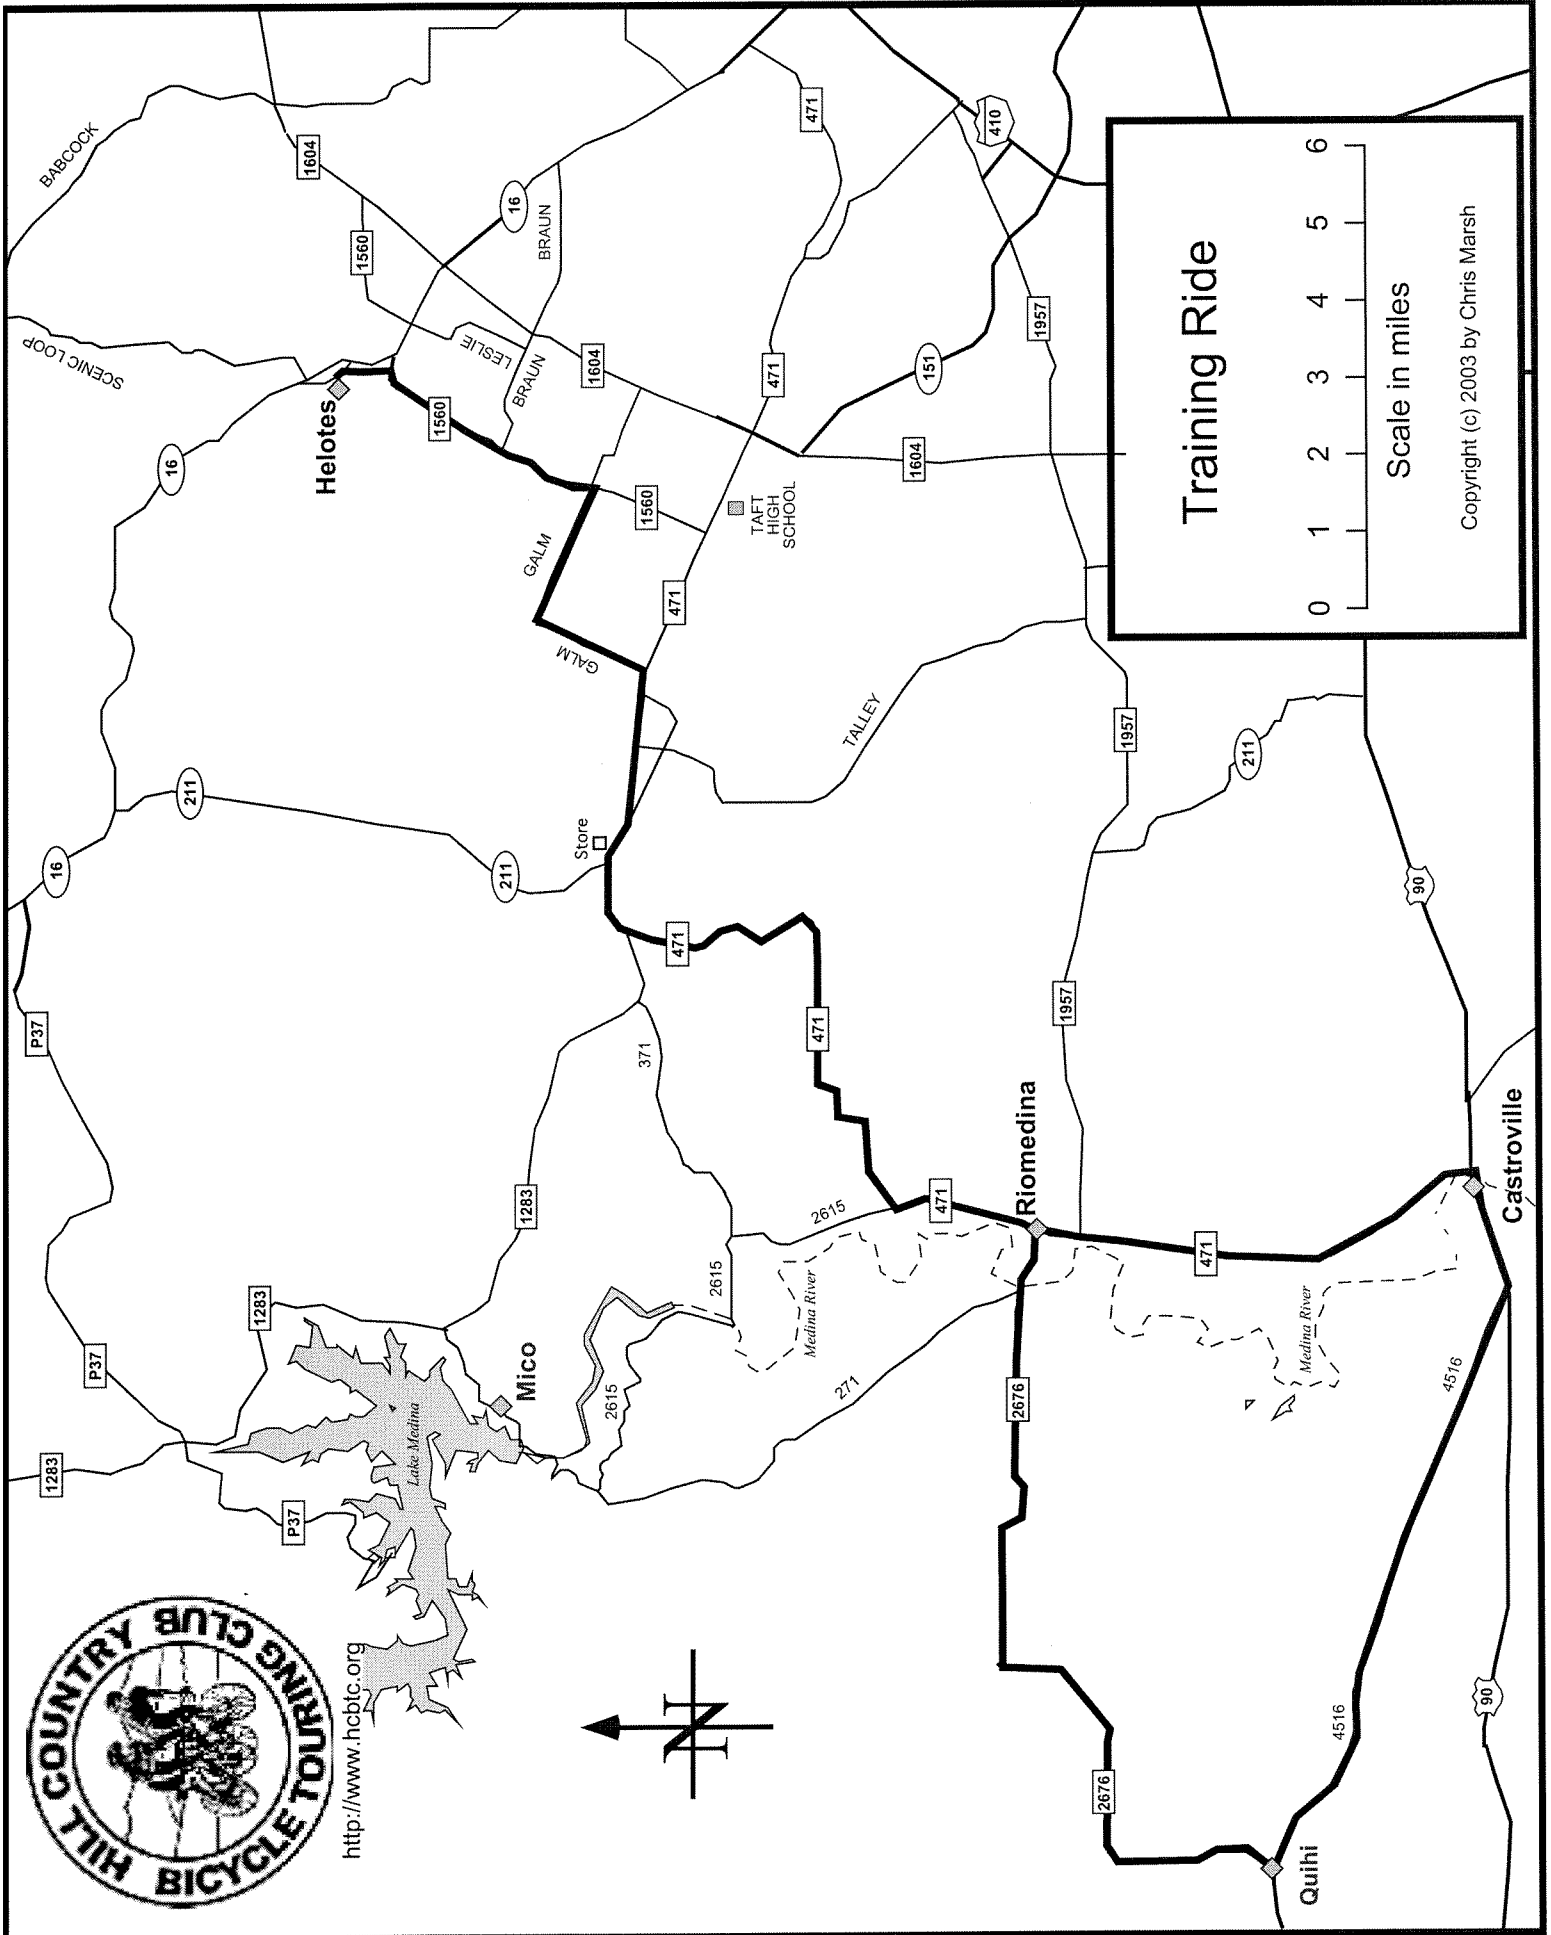 HILL COUNTRY
BICYCLE TOURING CLUB
http://www.hcbtc.org
N
P37
1283
P37
1283
P37
16
211
16
SCENIC LOOP
BABCOCK
1604
1560
Helotes
Lake Medina
Mico
1283
211
1560
LESLIE
BRAUN
16
BRAUN
2615
371
Store
GALM
GALM
1560
1604
471
2615
471
471
TAFT
HIGH
SCHOOL
471
471
Medina River
2615
271
471
TALLEY
1604
151
410
471
2676
Riomedina
1957
1957
1957
2676
471
211
Medina River
4516
4516
90
90
Quihi
Castroville
Training Ride
0 1 2 3 4 5 6
Scale in miles
Copyright (c) 2003 by Chris Marsh